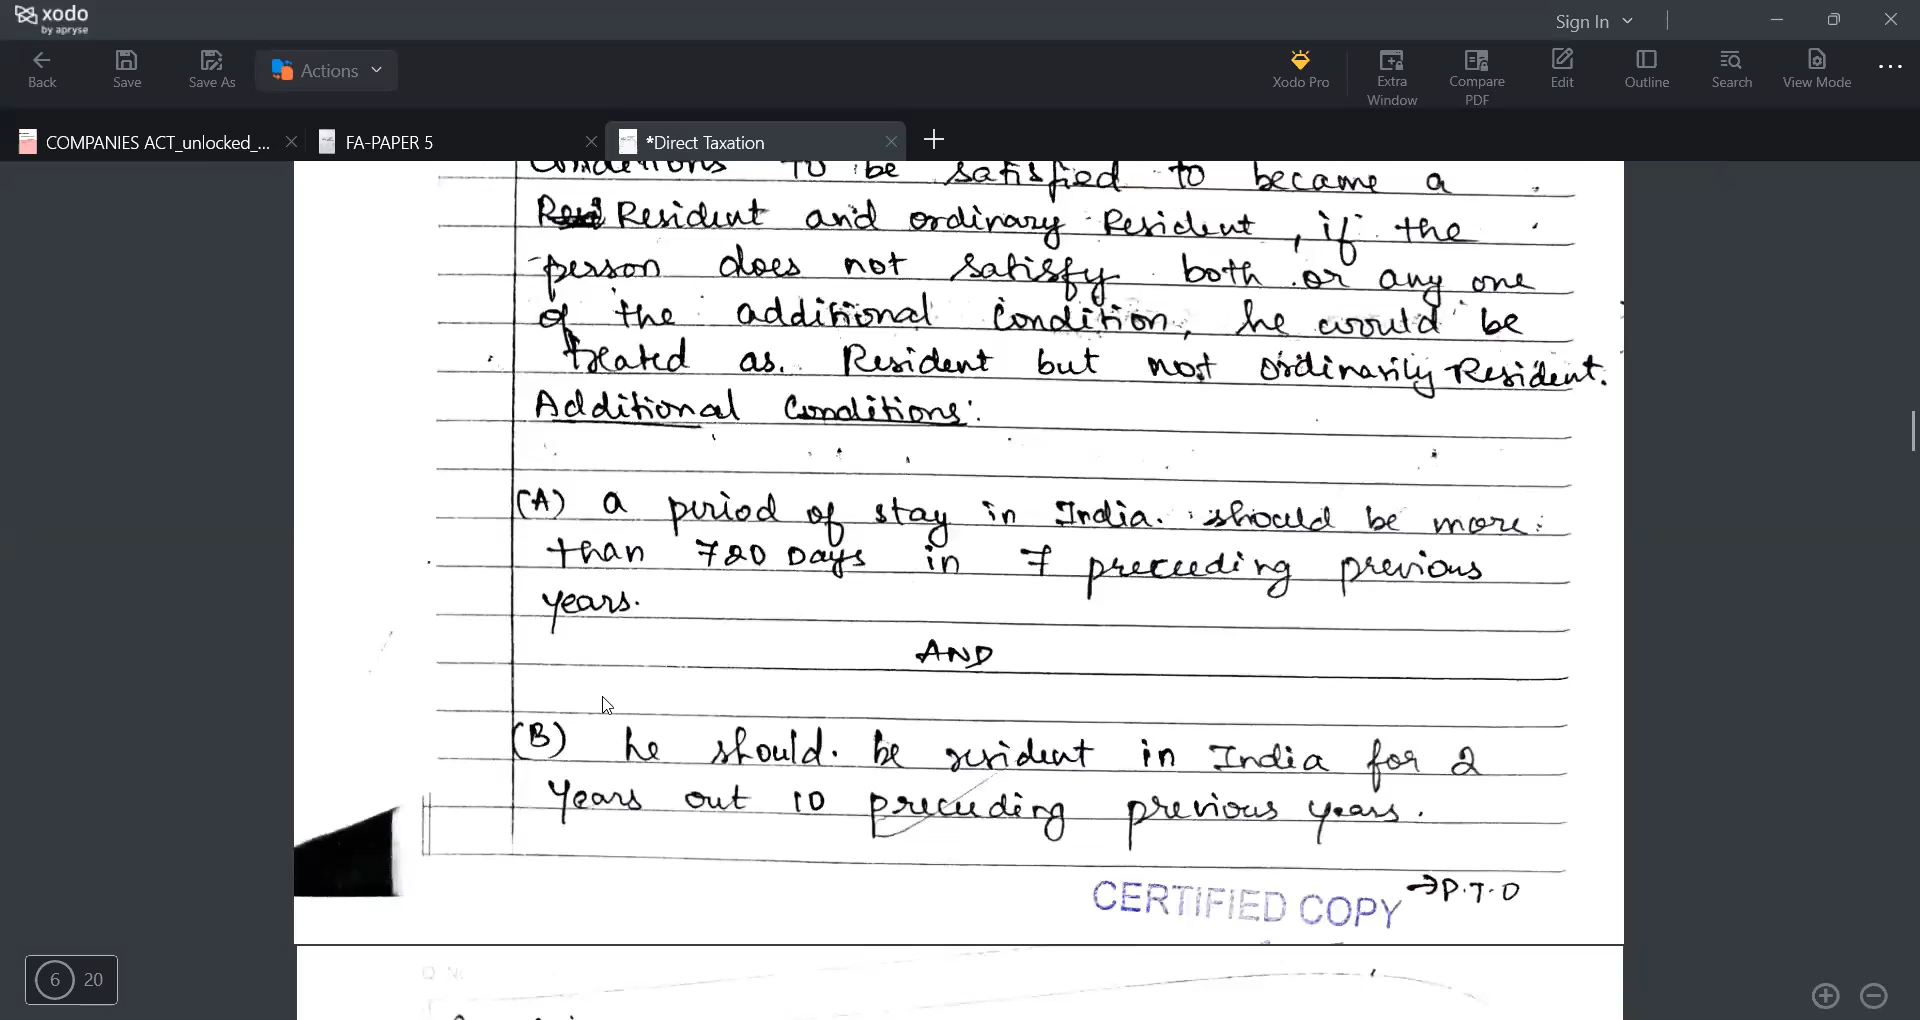 xodo
by apryse
Sign In
Back
Save
Save As
Actions
Xodo Pro
Extra Window
Compare PDF
Edit
Outline
Search
View Mode
COMPANIES ACT_unlocked_...
FA-PAPER 5
*Direct Taxation
Conditions to be satisfied to became a
Resident and ordinary Resident, if the
person does not satisfy both or any one
of the additional condition, he would be
treated as. Resident but not ordinarily Resident.
Additional Conditions:
(A) a period of stay in India. should be more
than 720 Days in 7 preceeding previous
years.
AND
(B) he should. be resident in India for 2
years out 10 preceeding previous years.
→P.T.O
CERTIFIED COPY
6 20